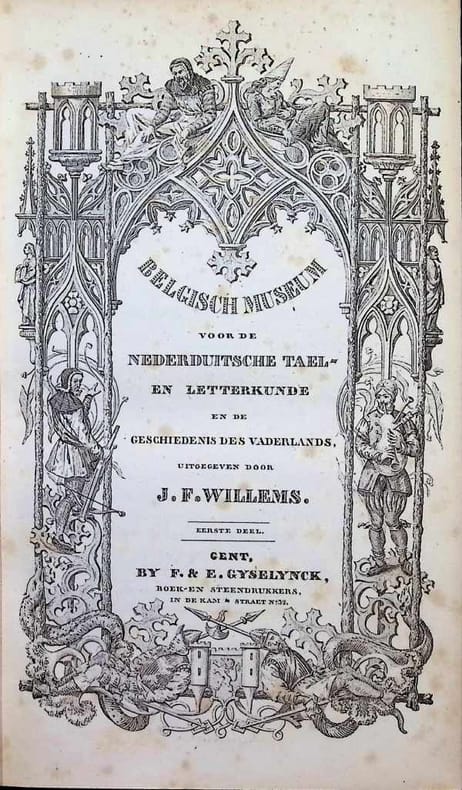 BELGISCH MUSEUM
VOOR DE
NEDERDUITSCHE TAEL-
EN LETTERKUNDE
EN DE
GESCHIEDENIS DES VADERLANDS,
UITGEGEVEN DOOR
J. F. WILLEMS.
EERSTE DEEL.
GENT,
BY F. & E. GYSELYNCK,
BOEK- EN STEENDRUKKERS,
IN DE KAM STRAET